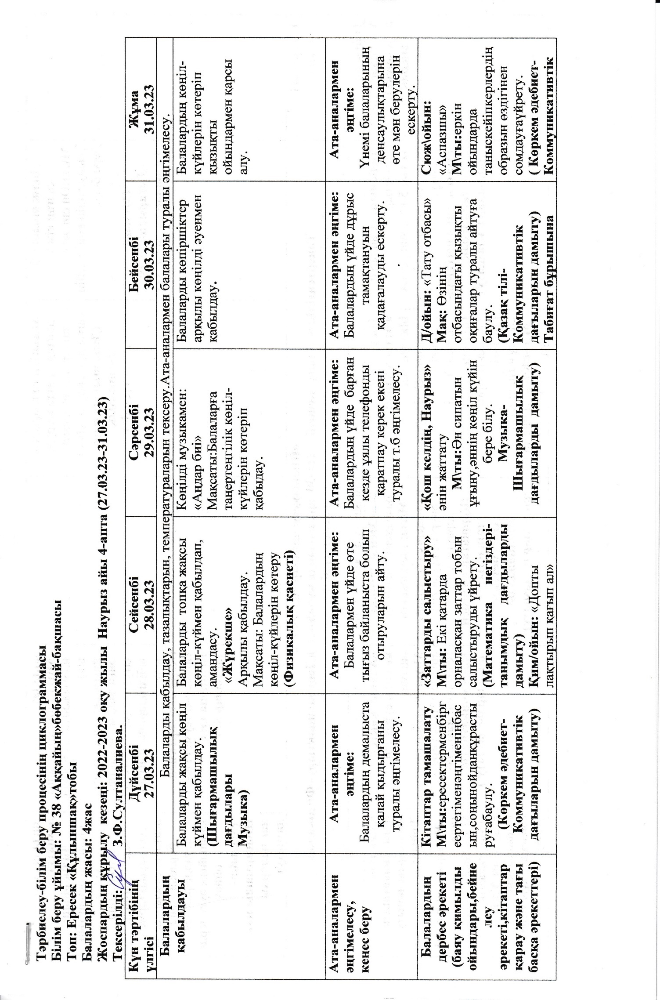 Тәрбиелеу-білім беру процесінің циклограммасы
Білім беру ұйымы: № 38 «Аққайың»бөбекжай-бақшасы
Топ: Ересек «Құлыншақ»тобы
Балалардың жасы: 4жас
Жоспардың құрылу кезеңі: 2022-2023 оқу жылы Наурыз айы 4-апта (27.03.23-31.03.23)
Тексерілді: З.Ф.Султаналиева.
Күн тәртібінің
үлгісі
Дүйсенбі
27.03.23
Сейсенбі
28.03.23
Сәрсенбі
29.03.23
Бейсенбі
30.03.23
Жұма
31.03.23
Балалардың
қабылдауы
Балаларды қабылдау, тазалықтарын, температураларын тексеру.Ата-аналармен балалары туралы әңгімелесу.
Балаларды жақсы көңіл
күймен қабылдау.
(Шығармашылық
дағдылары
Музыка)
Балаларды топқа жақсы
көңіл-күймен қабылдап,
амандасу.
«Жүрекше»
Арқылы қабылдау.
Мақсаты: Балалардың
көңіл-күйлерін көтеру
(Физикалық қасиеті)
Көңілді музыкамен:
«Аңдар биі»
Мақсаты:Балаларға
таңертеңгілік көңіл-
күйлерін көтеріп
қабыдау.
Балаларды көпіршіктер
арқылы көңілді әуенмен
қабылдау.
Балалардың көңіл-
күйлерін көтеріп
қызықты
ойындармен қарсы
алу.
Ата-аналармен
әңгімелесу,
кеңес беру
Ата-аналармен
әңгіме:
Балалардың демалыста
қалай қыдырғаны
туралы әңгімелесу.
Ата-аналармен әңгіме:
Балалармен үйде өте
тығыз байланыста болып
отыруларын айту.
Ата-аналармен әңгіме:
Балалардың үйде барған
кезде ұялы телефонды
қаратпау керек екені
туралы т.б әңгімелесу.
Ата-аналармен әңгіме:
Балалардың үйде дұрыс
тамақтануын
қадағалауды ескерту.
.
Ата-аналармен
әңгіме:
Үнемі балаларының
денсаулықтарына
өте мән берулерін
ескерту.
Балалардың
дербес әрекеті
(баяу қимылды
ойындары,бейне
леу
әрекеті,кітаптар
қарау және тағы
басқа әрекеттері)
Кітаптар тамашалату
М\ты:ересектерменбірг
еертегіменәңгіменіңбас
ын,соңынойданқұрасты
руғабаулу.
(Көркем әдебиет-
Коммуникативтік
дағыларын дамыту)
«Заттарды салыстыру»
М\ты: Екі қатарда
орналасқан заттар тобын
салыстыруды үйрету.
(Математика негіздері-
танымдық дағдыларды
дамыту)
Қим/ойын: «Допты
лақтырып қағып ал»
«Қош келдің, Наурыз»
әнін жаттату
М\ты:Ән сипатын
ұғыну,әннің көңіл күйін
бере білу.
Музыка-
Шығармашылық
дағдыларды дамыту)
Д/ойын: «Тату отбасы»
Мақ: Өзінің
отбасындағы қызықты
оқиғалар туралы айтуға
баулу.
(Қазақ тілі-
Коммуникативтік
дағыларын дамыту)
Табиғат бұрышына
Сюж\ойын:
«Аспазшы»
М\ты:еркін
ойындарда
таныскейіпкерлердің
образын өздігінен
сомдауғаүйрету.
( Көркем әдебиет-
Коммуникативтік